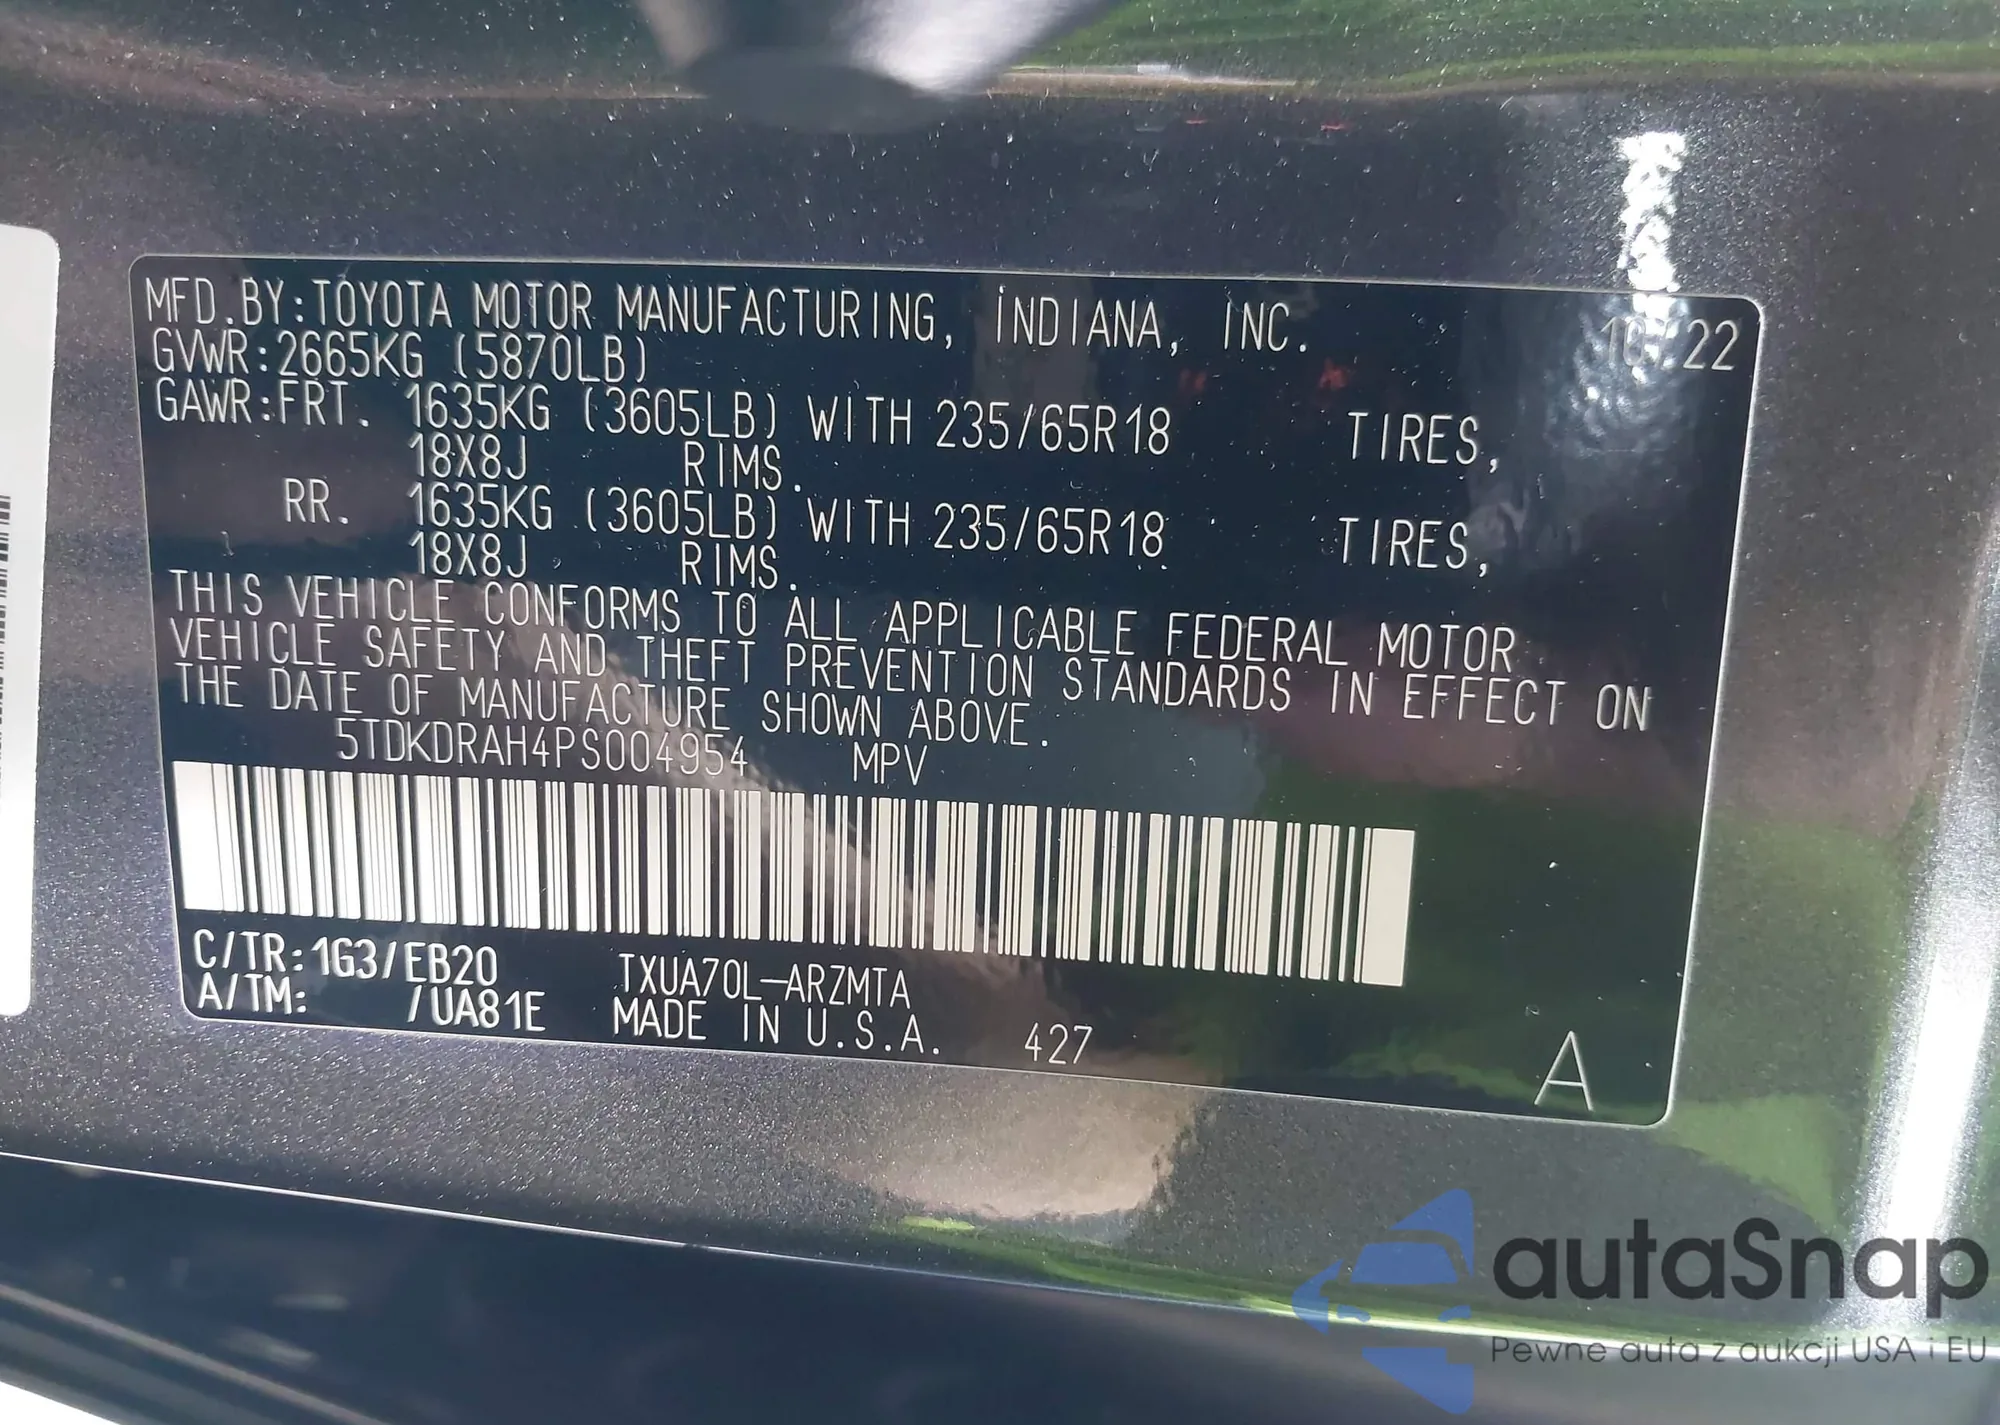 MFD.BY:TOYOTA MOTOR MANUFACTURING, INDIANA, INC. 10/22
GVWR:2665KG (5870LB)
GAWR:FRT. 1635KG (3605LB) WITH 235/65R18 TIRES,
18X8J RIMS.
RR. 1635KG (3605LB) WITH 235/65R18 TIRES,
18X8J RIMS.
THIS VEHICLE CONFORMS TO ALL APPLICABLE FEDERAL MOTOR
VEHICLE SAFETY AND THEFT PREVENTION STANDARDS IN EFFECT ON
THE DATE OF MANUFACTURE SHOWN ABOVE.
5TDKDRAH4PS004954 MPV
C/TR:1G3/EB20 TXUA70L-ARZMTA
A/TM: /UA81E MADE IN U.S.A. 427
A
autaSnap
Pewne auta z aukcji USA i EU